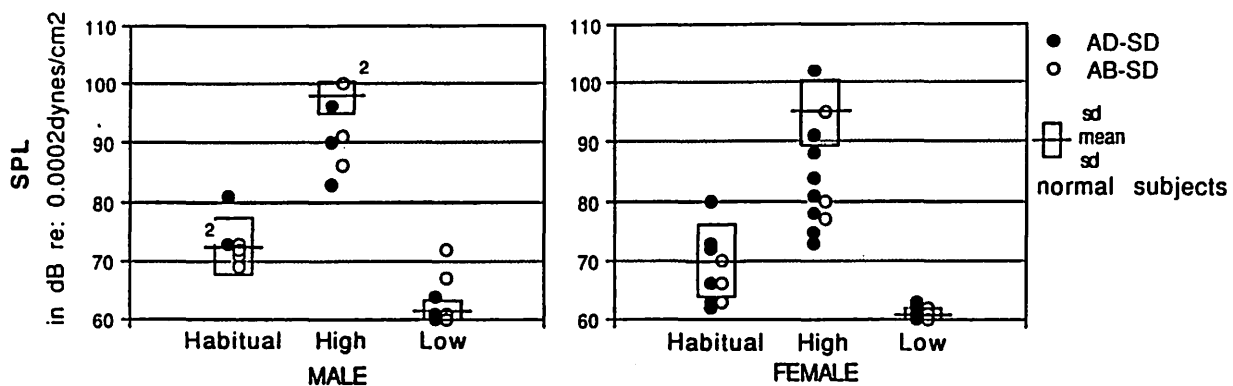 SPL
in dB re: 0.0002dynes/cm2
110
100
90
80
70
60
2
2
Habitual High Low
MALE
110
100
90
80
70
60
Habitual High Low
FEMALE
AD-SD
AB-SD
sd
mean
sd
normal subjects